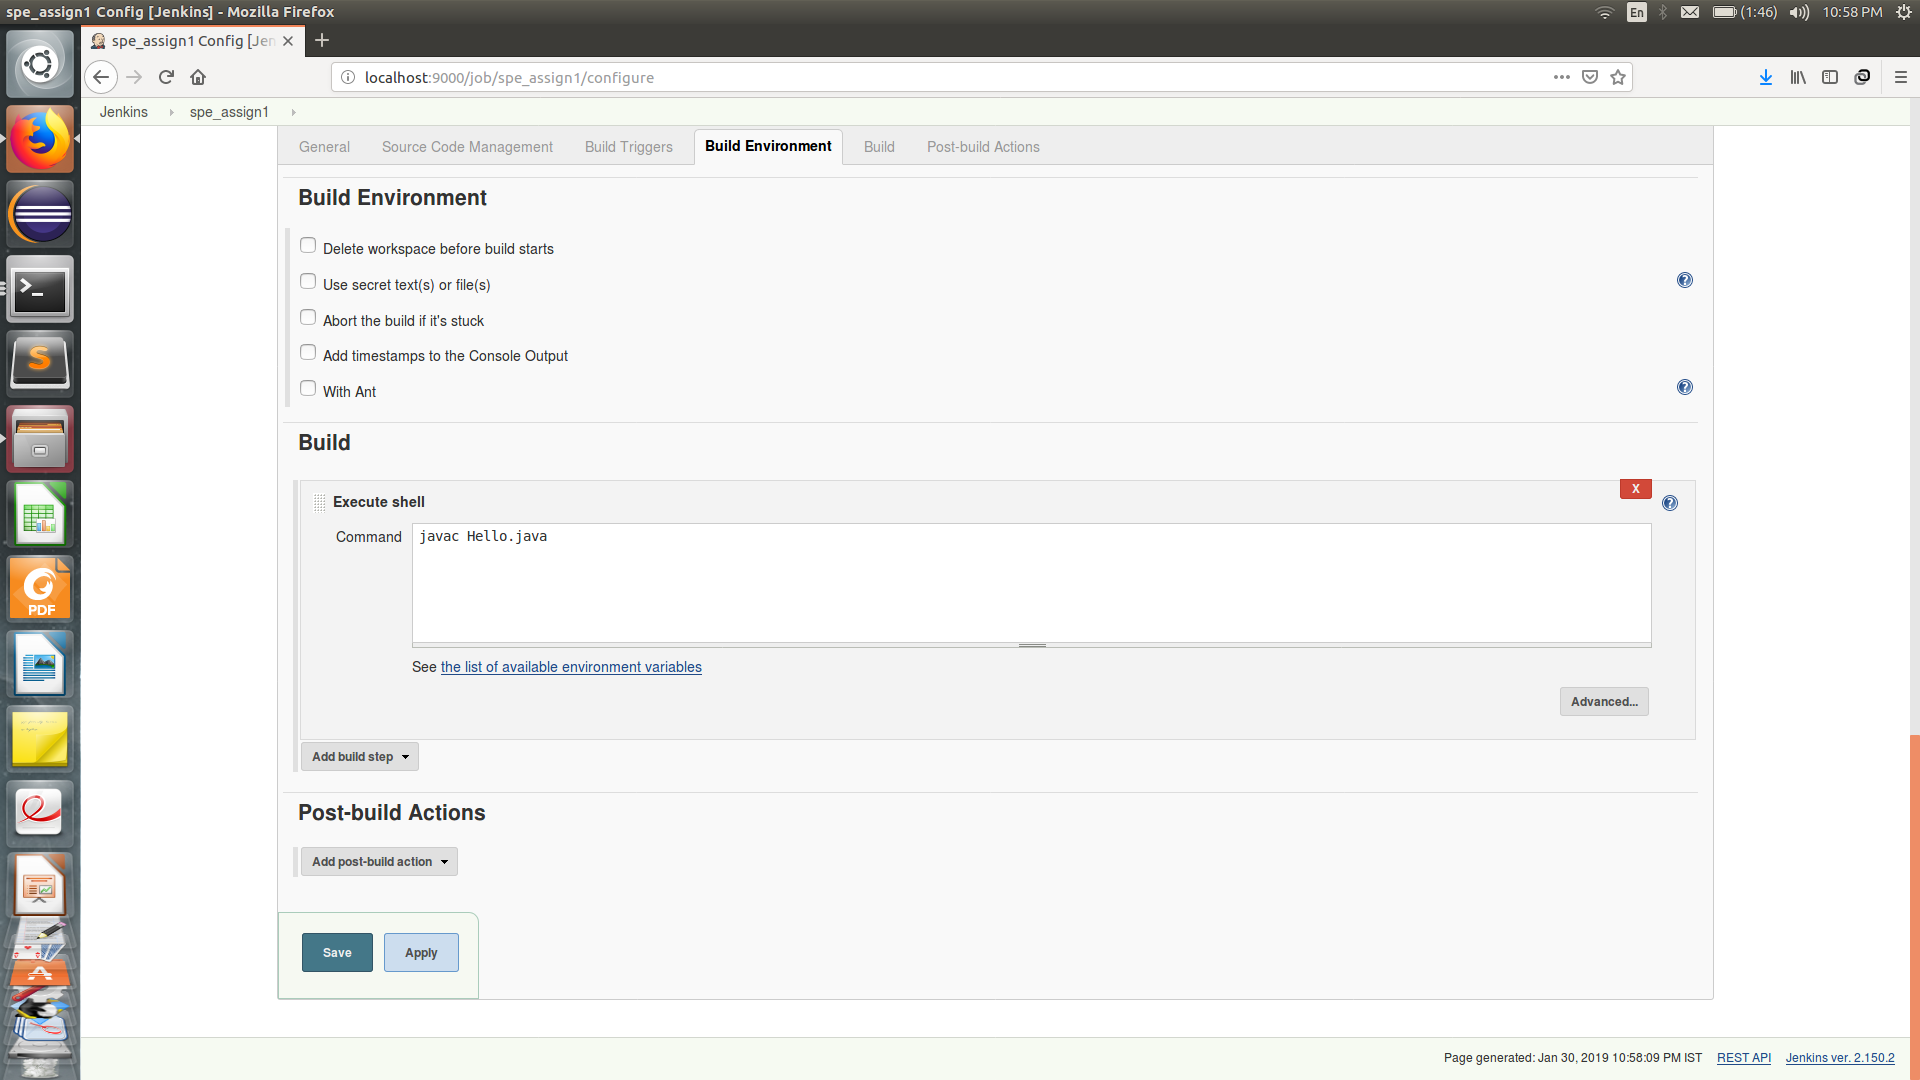 spe_assign1 Config [Jenkins] - Mozilla Firefox
En (1:46) 10:58 PM
spe_assign1 Config [Jen
localhost:9000/job/spe_assign1/configure
Jenkins spe_assign1
General Source Code Management Build Triggers Build Environment Build Post-build Actions
Build Environment
Delete workspace before build starts
Use secret text(s) or file(s)
Abort the build if it's stuck
Add timestamps to the Console Output
With Ant
Build
X
Execute shell
Command javac Hello.java
See the list of available environment variables
Advanced...
Add build step
Post-build Actions
Add post-build action
Save Apply
PDF
Page generated: Jan 30, 2019 10:58:09 PM IST REST API Jenkins ver. 2.150.2